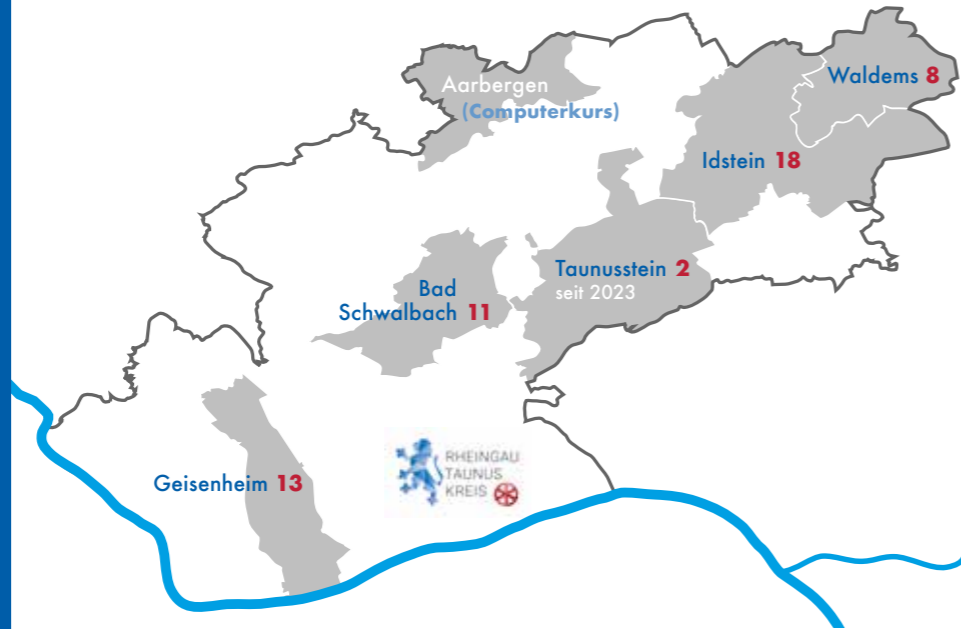 Aarbergen
(Computerkurs)
Waldems 8
Idstein 18
Taunusstein 2
seit 2023
Bad
Schwalbach 11
Geisenheim 13
RHEINGAU
TAUNUS
KREIS